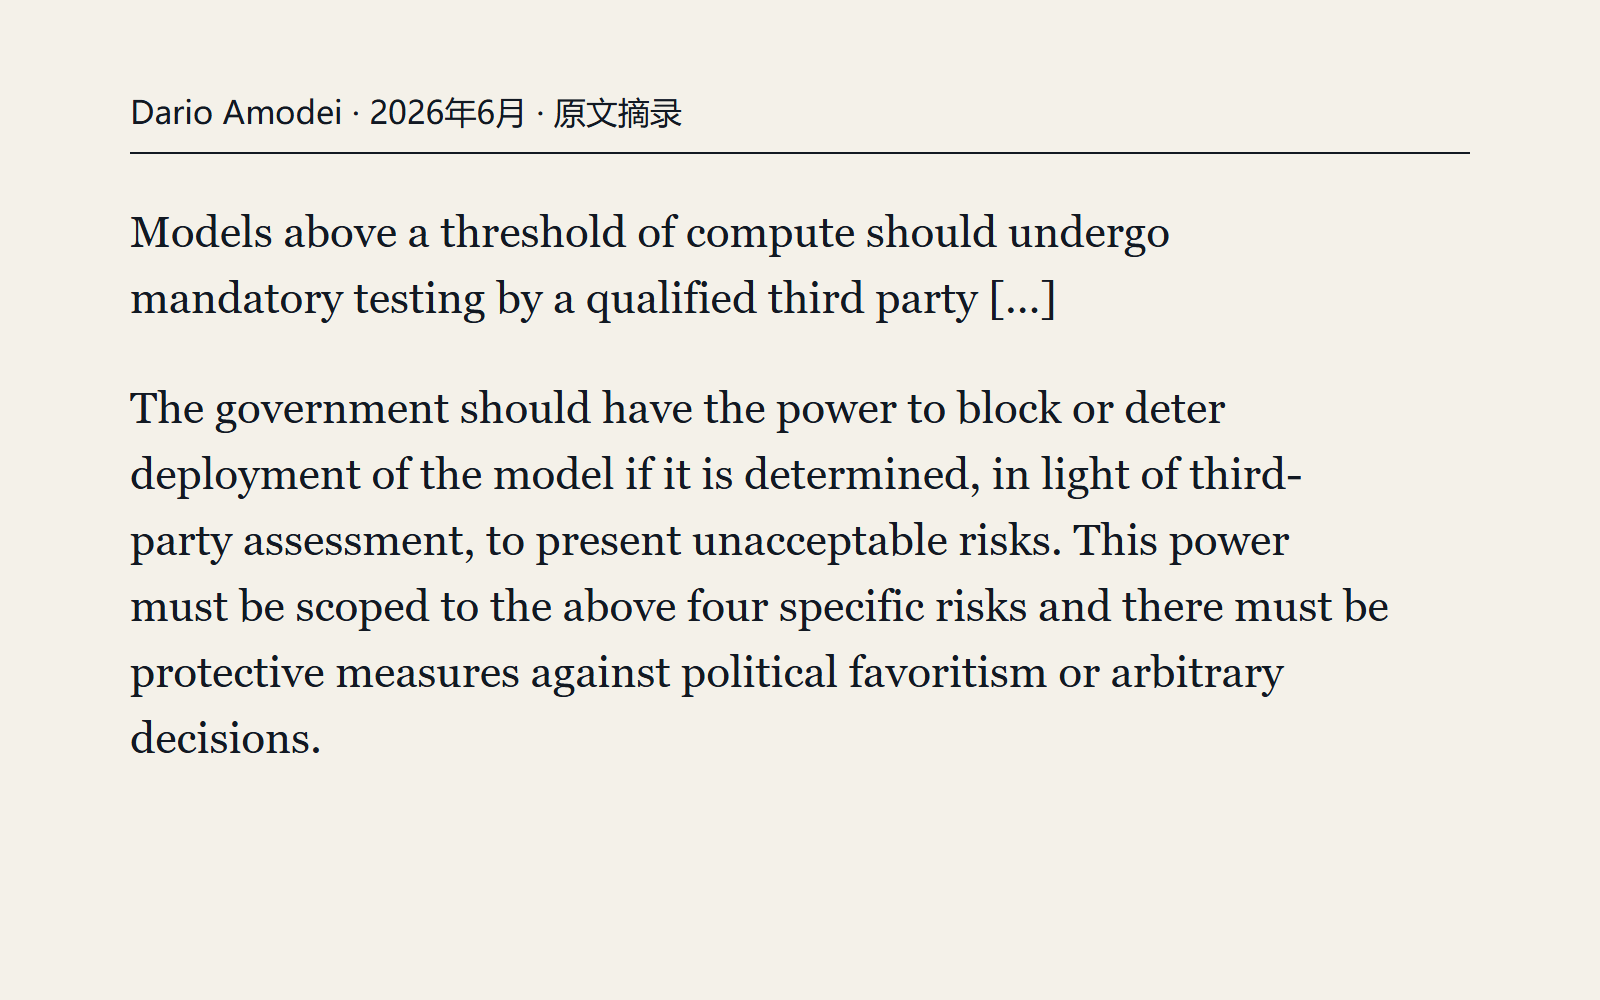 Dario Amodei · 2026年6月 · 原文摘录
Models above a threshold of compute should undergo
mandatory testing by a qualified third party [...]
The government should have the power to block or deter
deployment of the model if it is determined, in light of third-
party assessment, to present unacceptable risks. This power
must be scoped to the above four specific risks and there must be
protective measures against political favoritism or arbitrary
decisions.